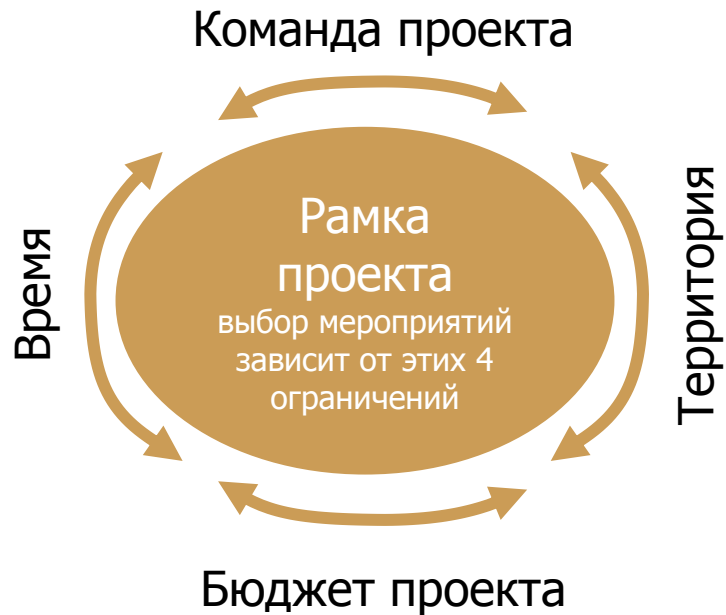 Команда проекта
Время
Рамка
проекта
выбор мероприятий
зависит от этих 4
ограничений
Территория
Бюджет проекта